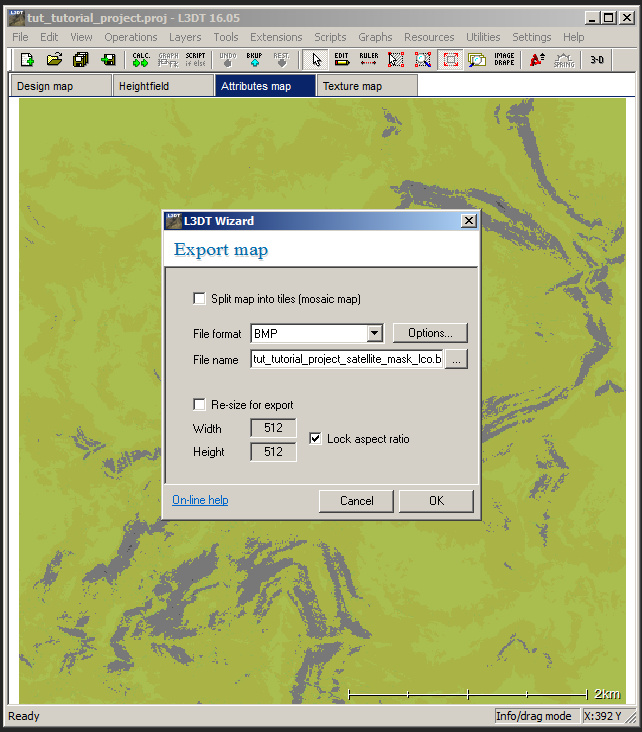 tut_tutorial_project.proj - L3DT 16.05
File Edit View Operations Layers Tools Extensions Scripts Graphs Resources Utilities Settings Help
CALC. GRAPH SCRIPT if else UNDO BKUP REST. EDIT RULER IMAGE DRAPE SPRING 3-D
Design map Heightfield Attributes map Texture map
L3DT Wizard
Export map
Split map into tiles (mosaic map)
File format BMP Options...
File name tut_tutorial_project_satellite_mask_lco.b ...
Re-size for export
Width 512
Lock aspect ratio
Height 512
On-line help Cancel OK
2km
Ready Info/drag mode X:392 Y